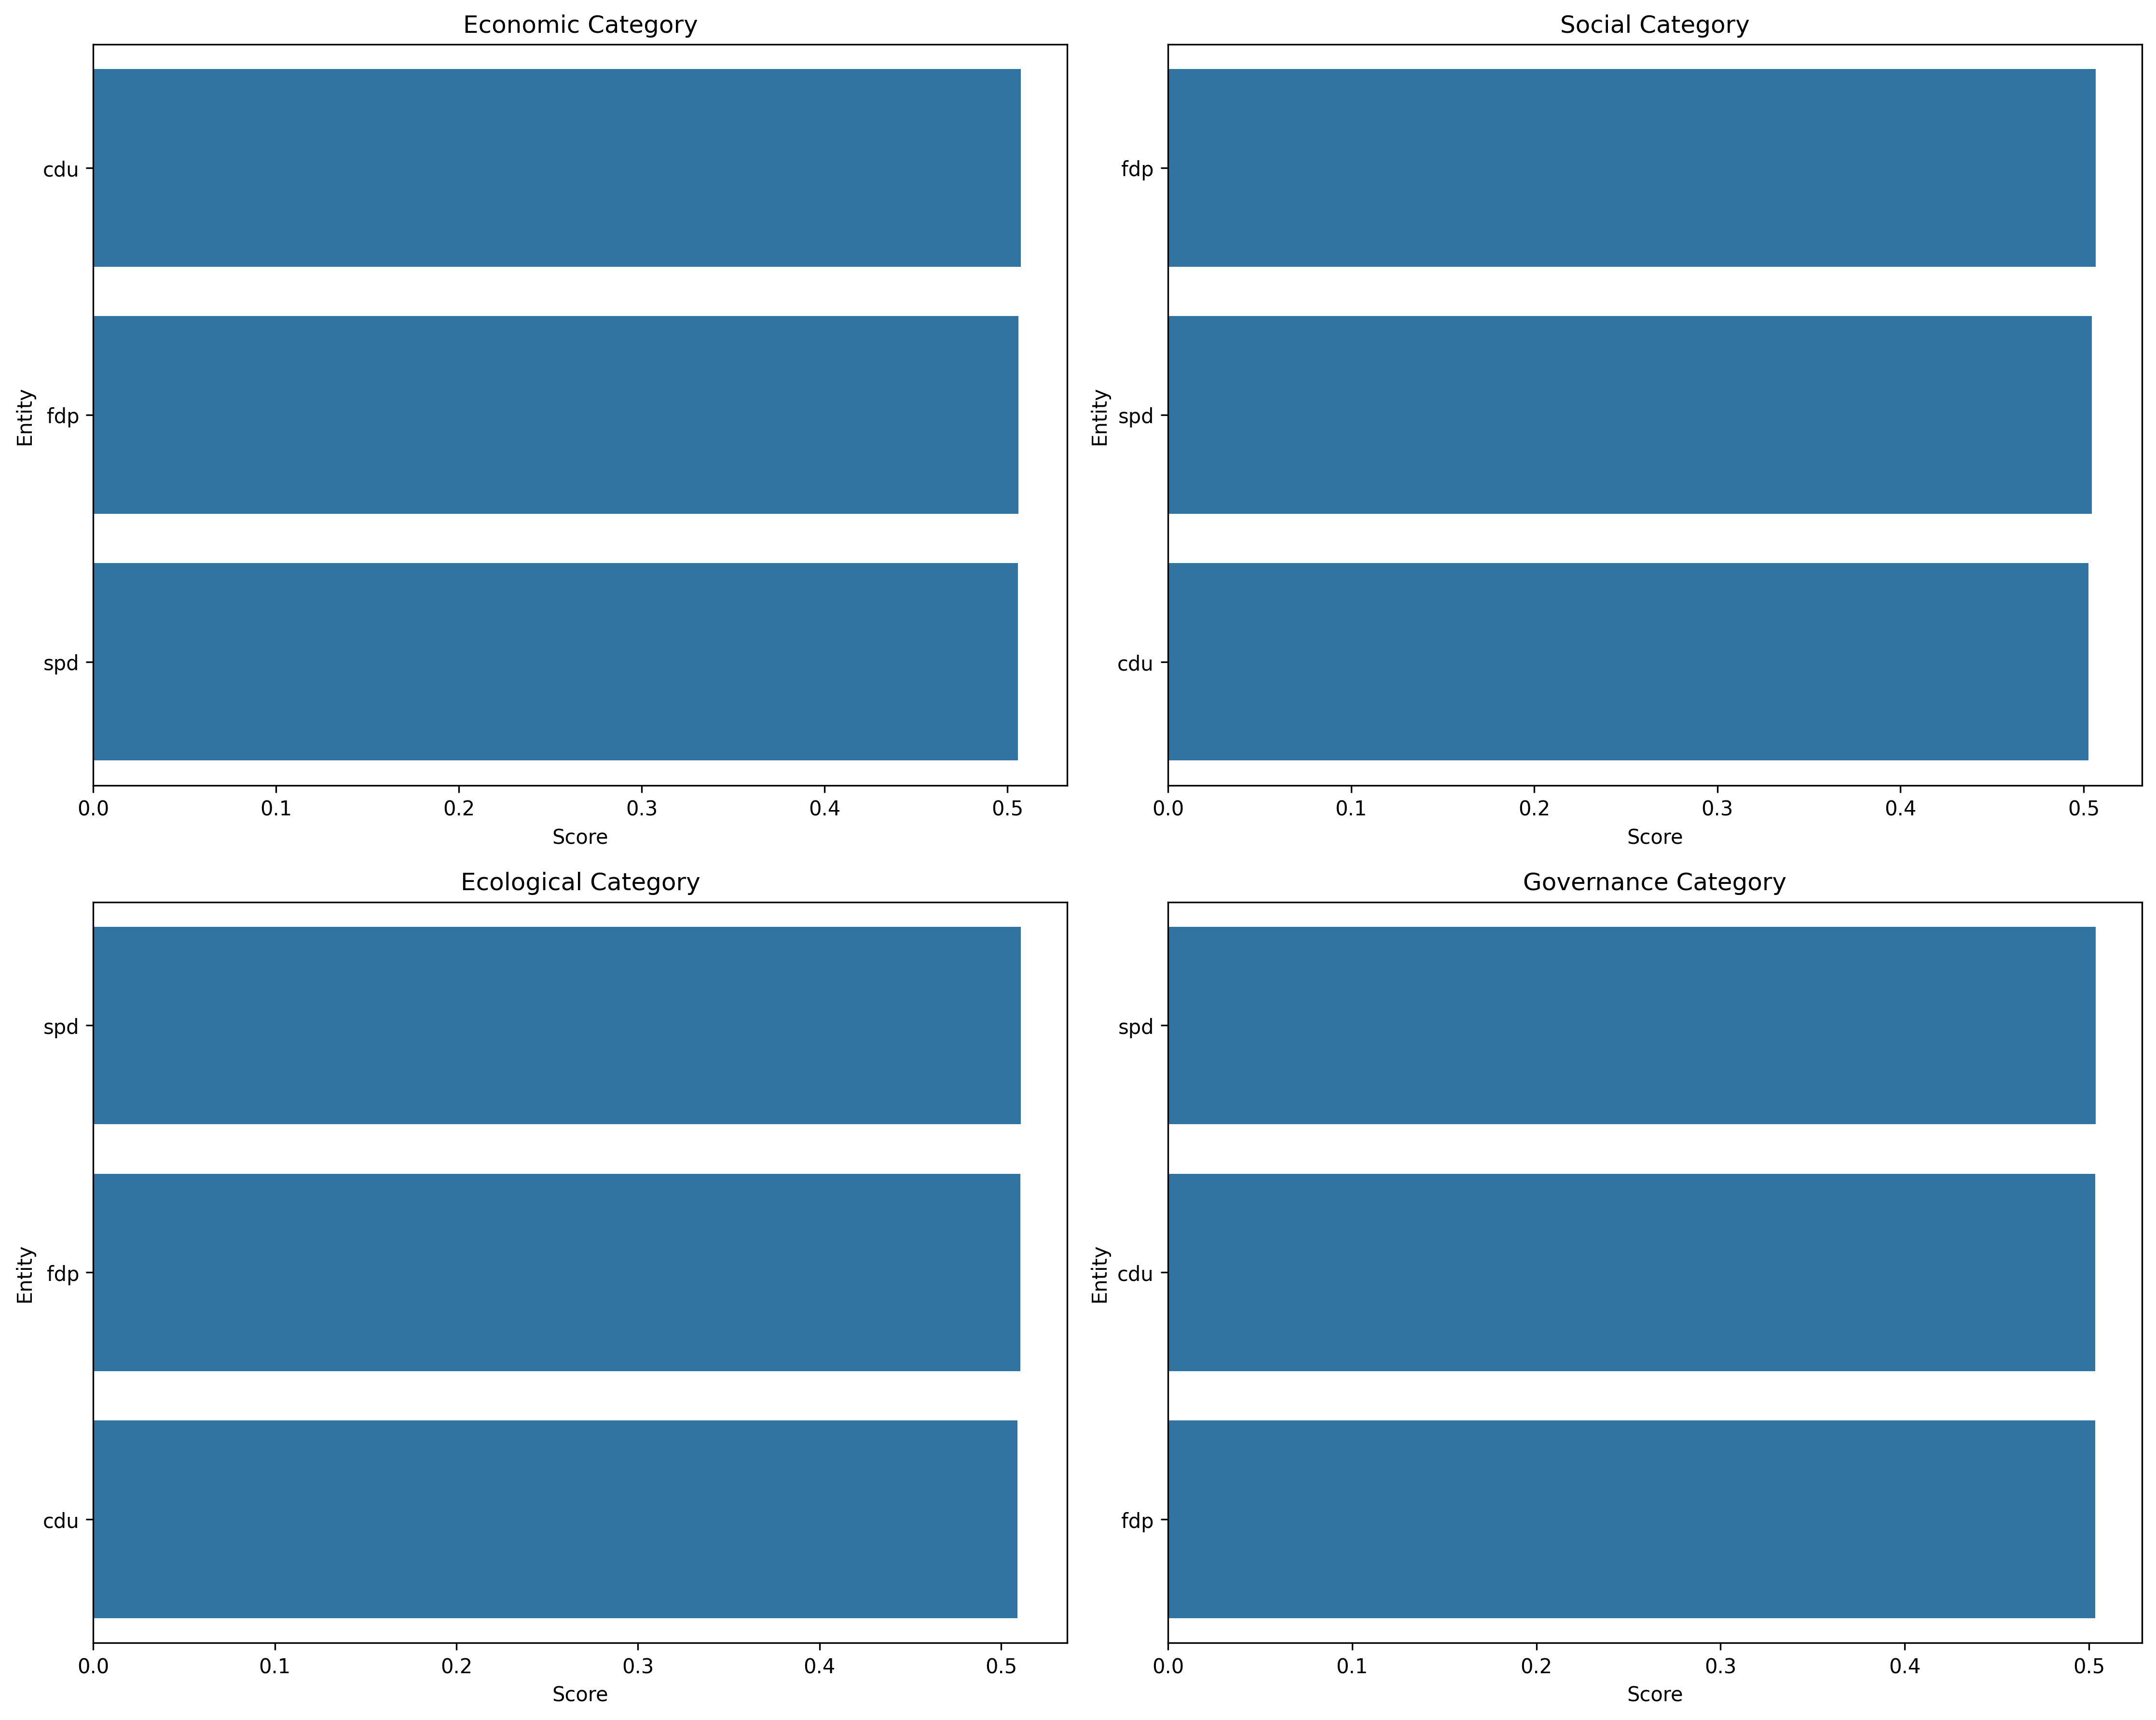 Economic Category
Entity
cdu
fdp
spd
0.0 0.1 0.2 0.3 0.4 0.5
Score
Social Category
Entity
fdp
spd
cdu
0.0 0.1 0.2 0.3 0.4 0.5
Score
Ecological Category
Entity
spd
fdp
cdu
0.0 0.1 0.2 0.3 0.4 0.5
Score
Governance Category
Entity
spd
cdu
fdp
0.0 0.1 0.2 0.3 0.4 0.5
Score